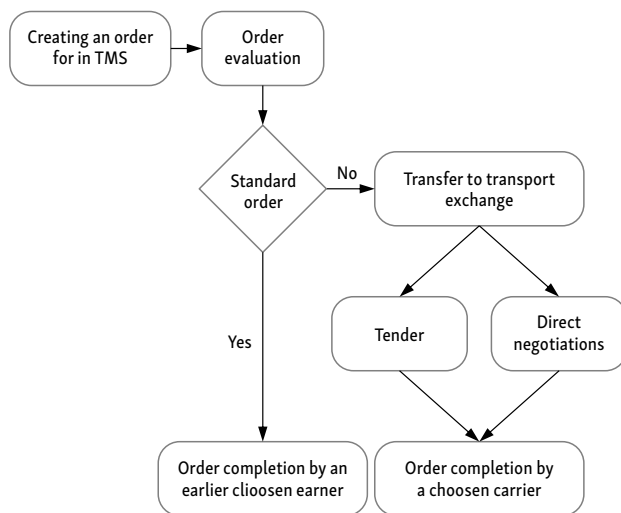 Creating an order
for in TMS
Order
evaluation
Standard
order
No
Transfer to transport
exchange
Yes
Tender
Direct
negotiations
Order completion by an
earlier clioosen earner
Order completion by
a choosen carrier